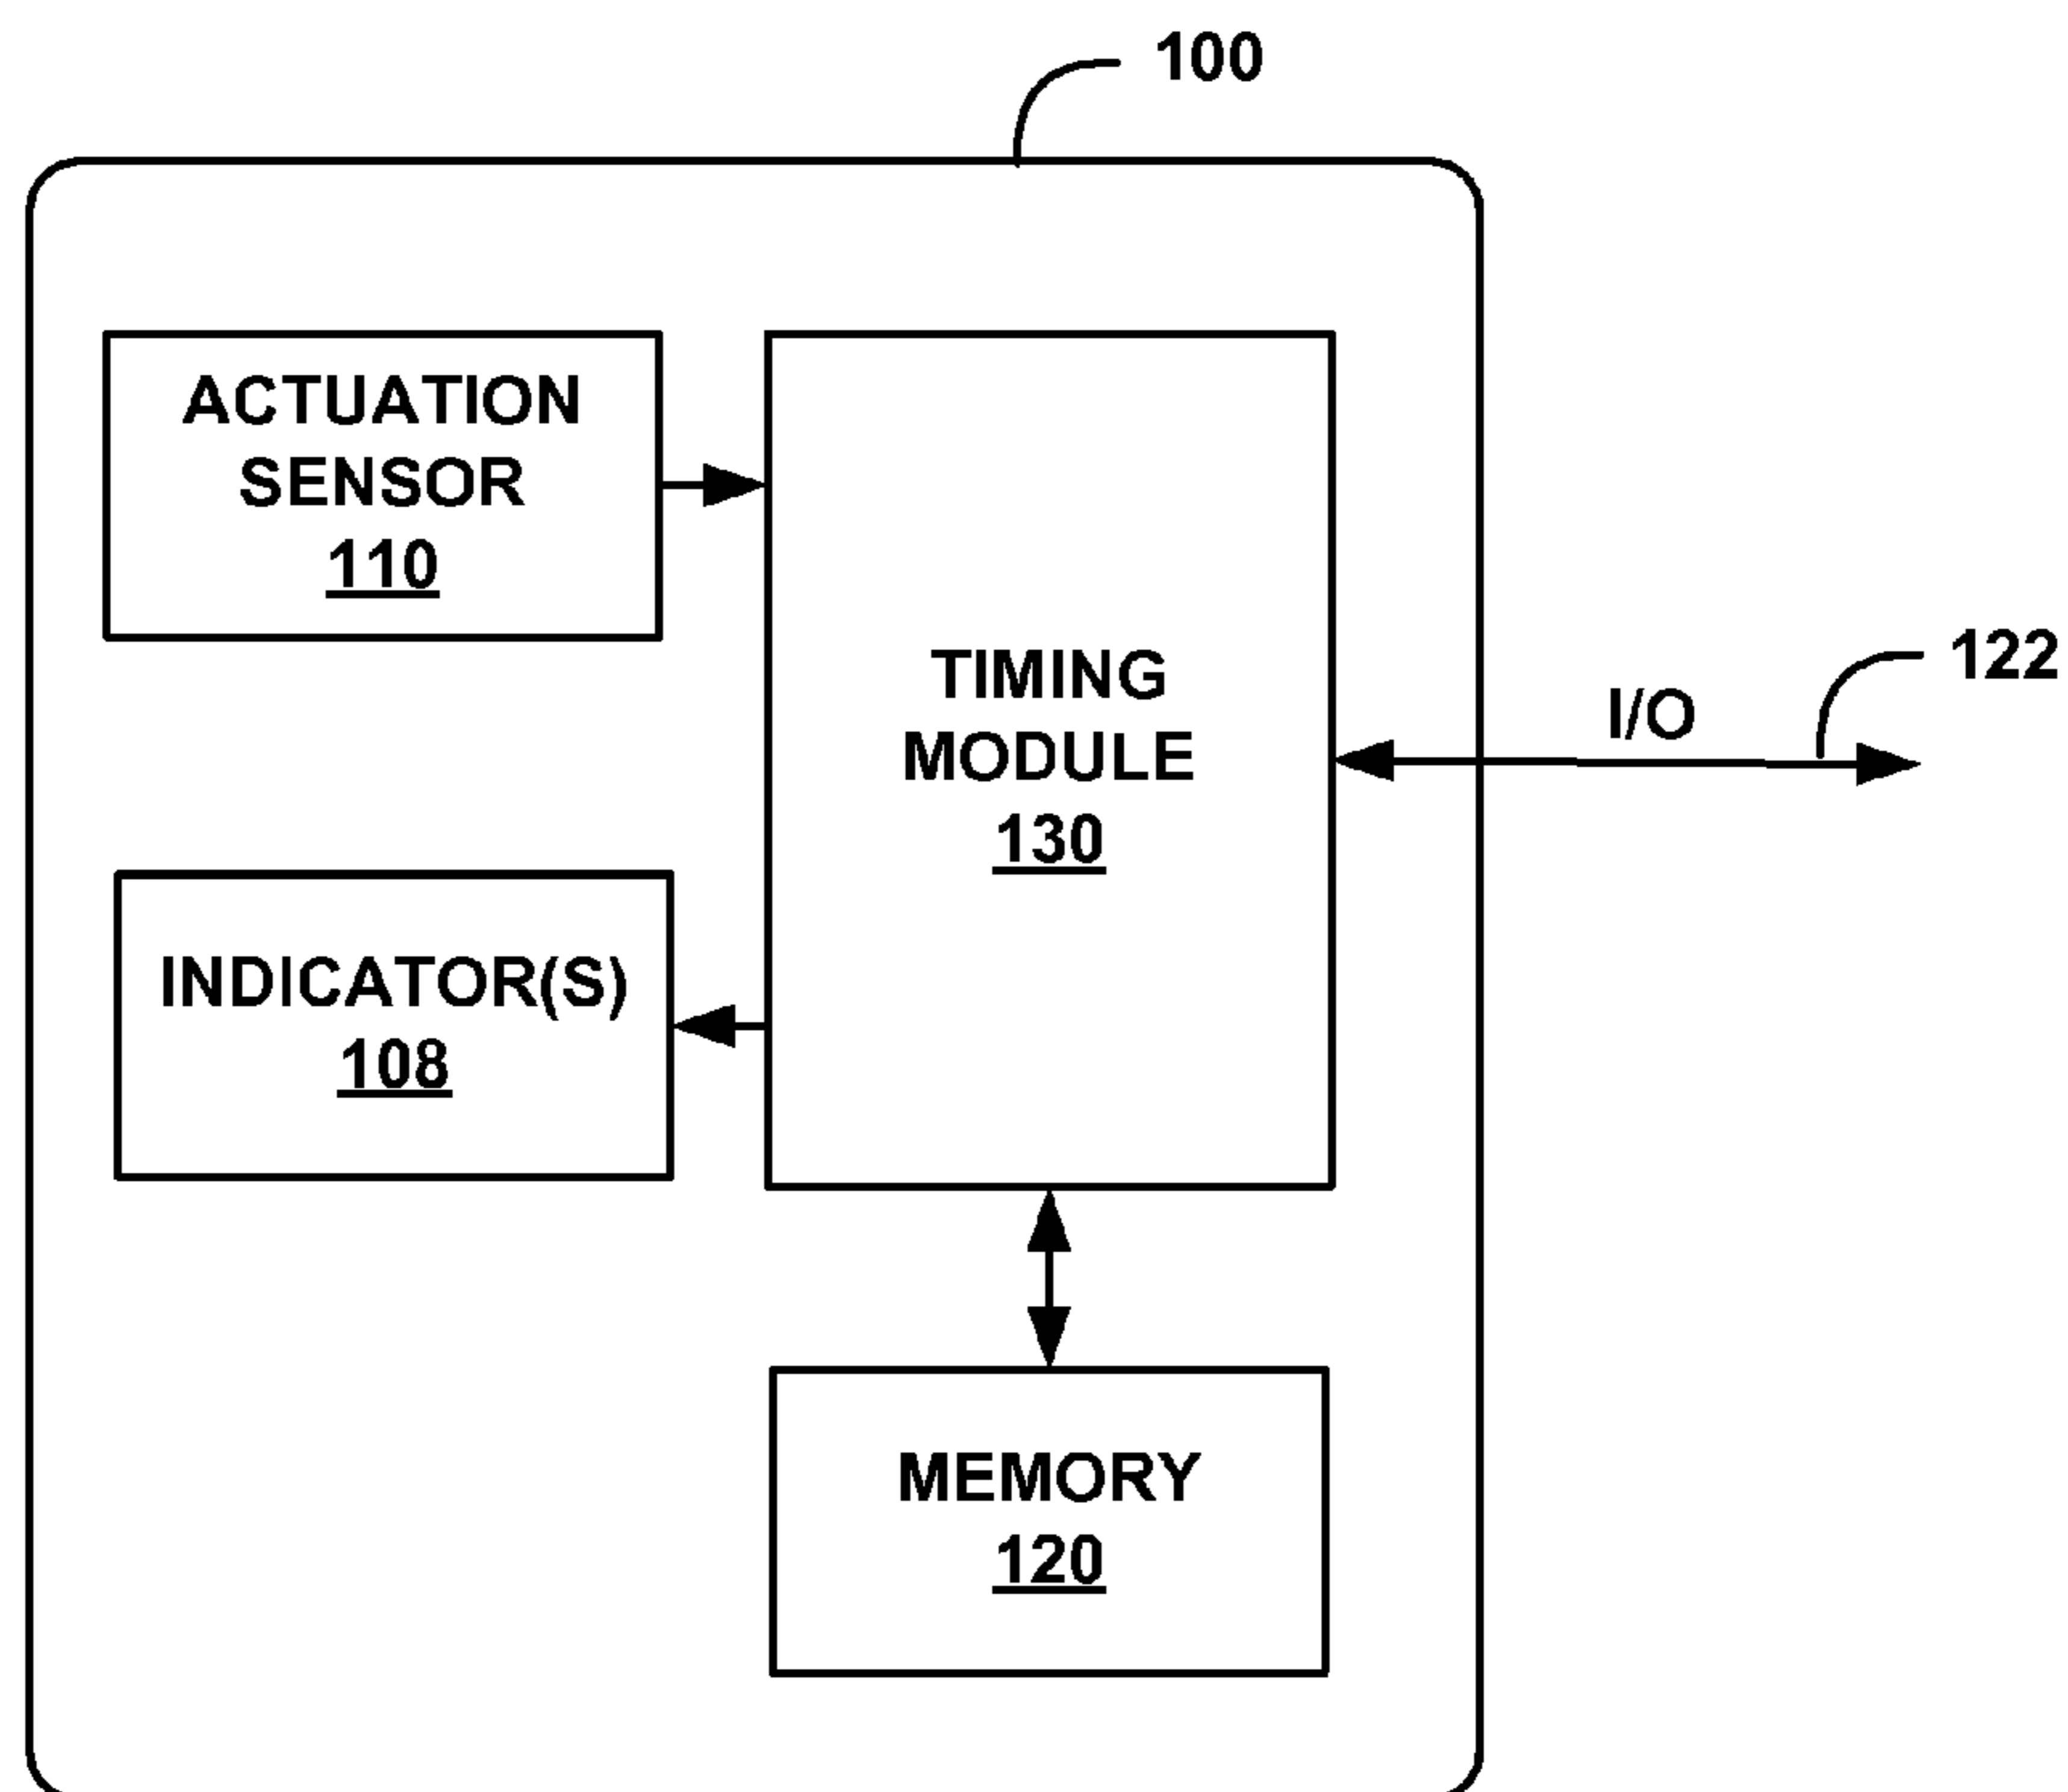 100
ACTUATION
SENSOR
110
TIMING
MODULE
130
I/O
122
INDICATOR(S)
108
MEMORY
120